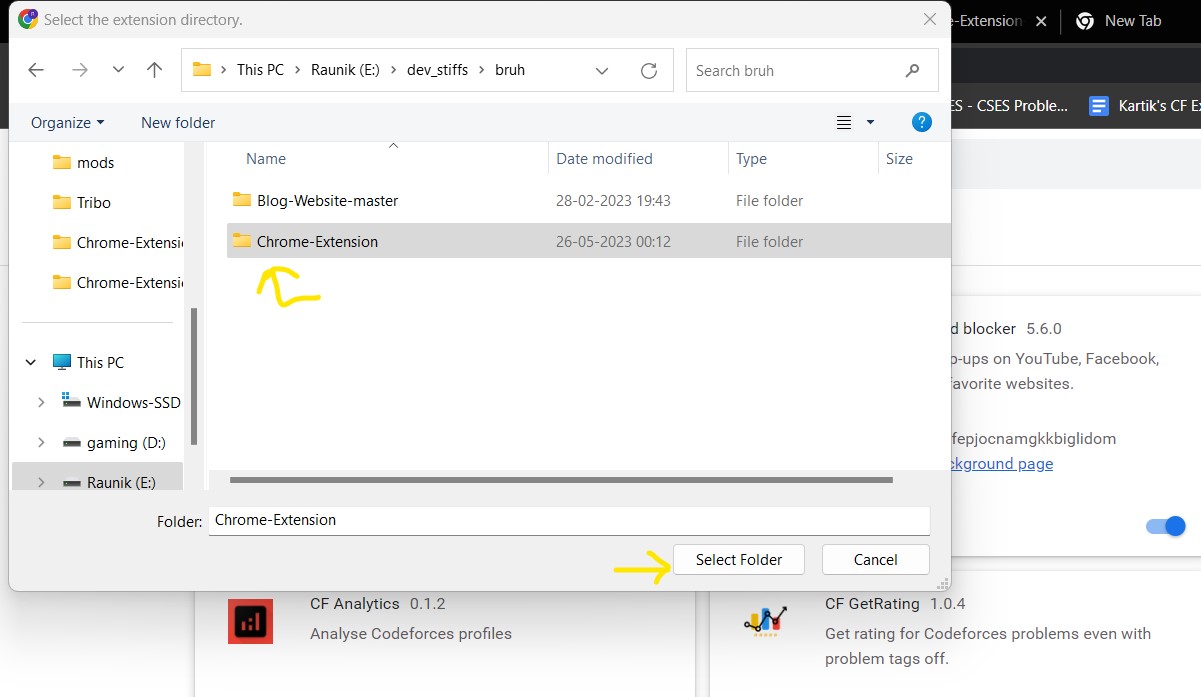 Select the extension directory.
-Extension
New Tab
This PC > Raunik (E:) > dev_stiffs > bruh
Search bruh
ES - CSES Proble...
Kartik's CF E
Organize
New folder
?
Name
Date modified
Type
Size
mods
Tribo
Chrome-Extensi
Chrome-Extensi
Blog-Website-master
28-02-2023 19:43
File folder
Chrome-Extension
26-05-2023 00:12
File folder
This PC
Windows-SSD
gaming (D:)
Raunik (E:)
d blocker 5.6.0
p-ups on YouTube, Facebook,
favorite websites.
fepjocnamgkkbiglidom
ckground page
Folder:
Chrome-Extension
Select Folder
Cancel
CF Analytics 0.1.2
Analyse Codeforces profiles
CF GetRating 1.0.4
Get rating for Codeforces problems even with
problem tags off.